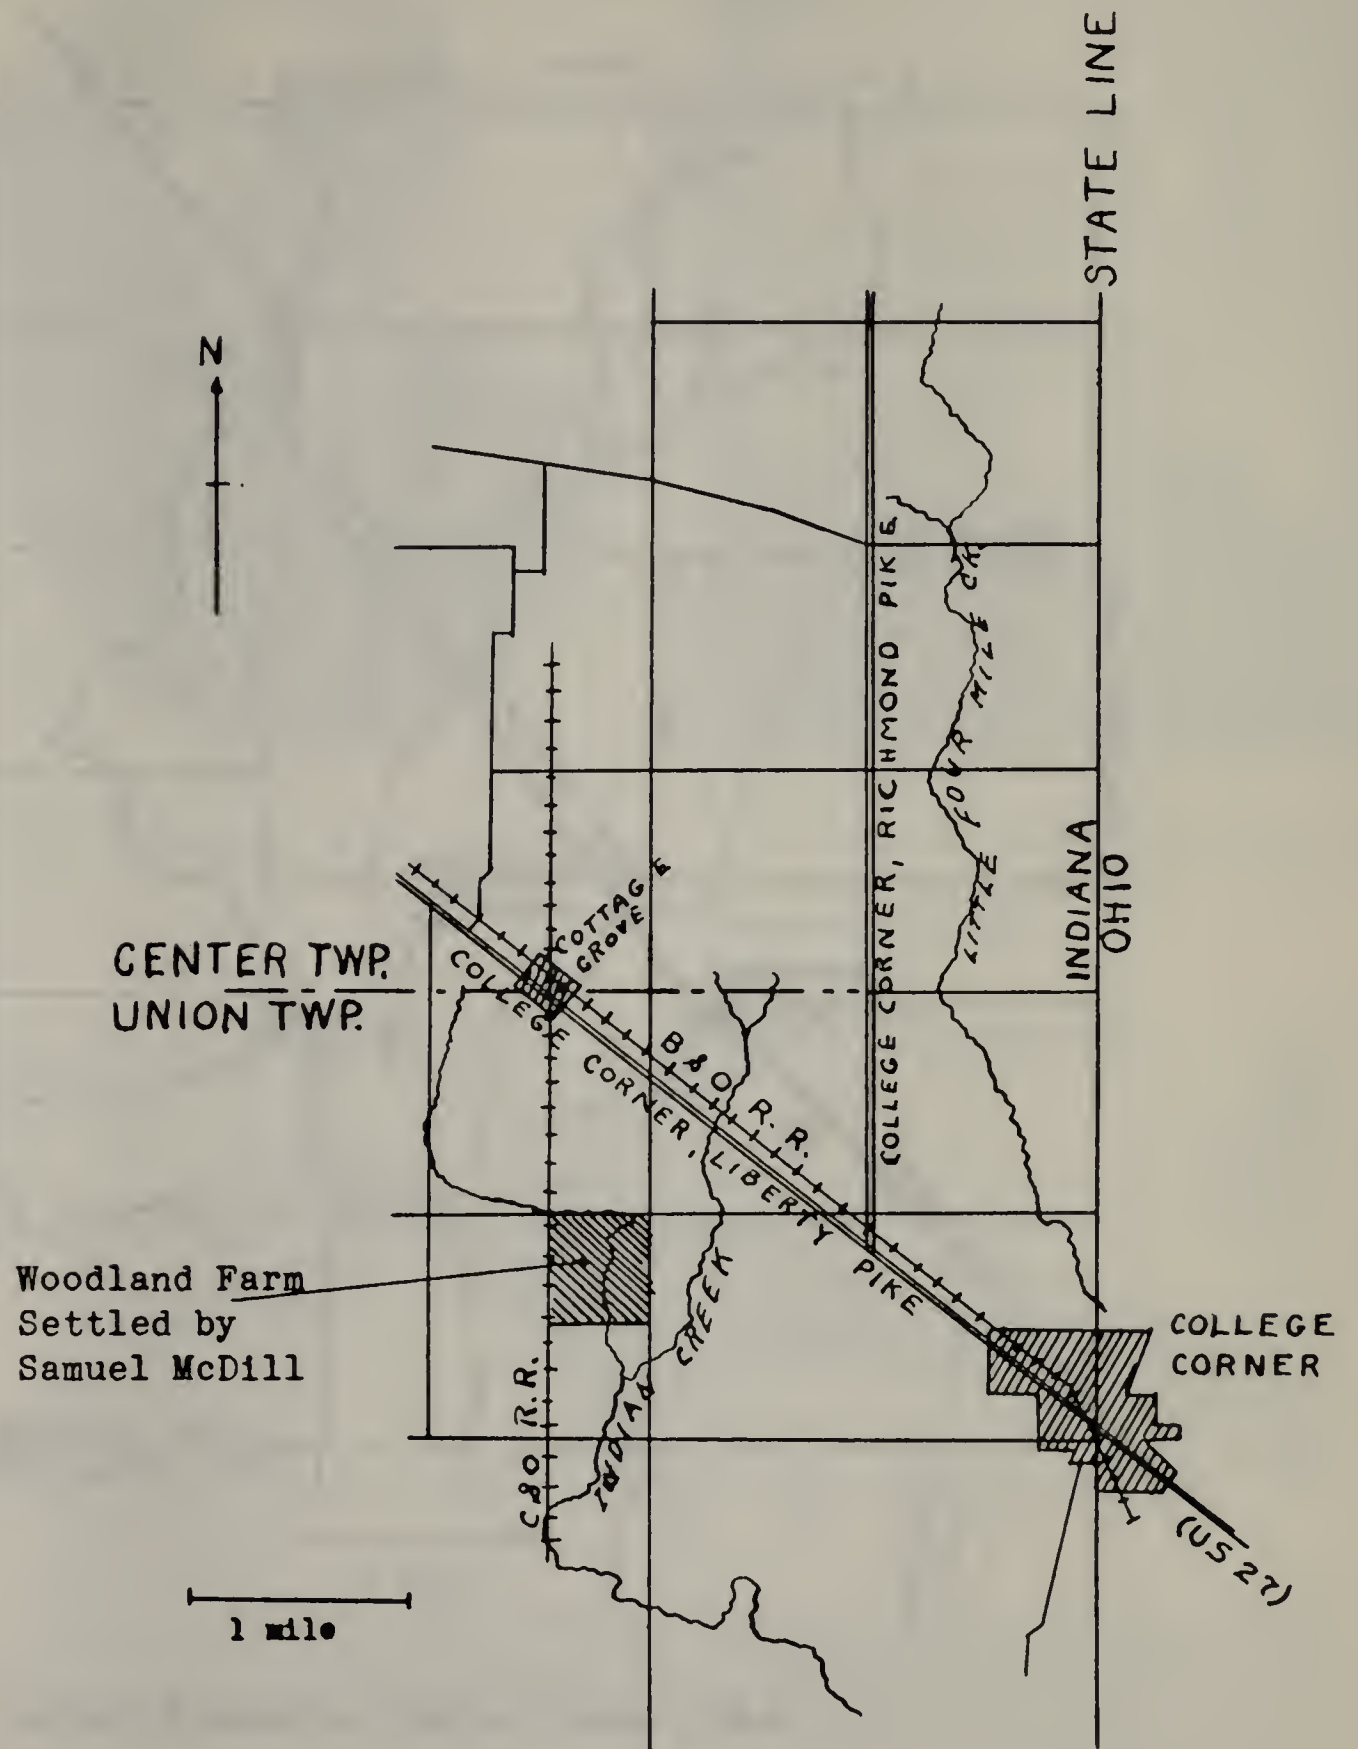 STATE LINE
N
COLLEGE CORNER, RICHMOND PIKE
LITTLE FOUR MILE CK.
INDIANA
OHIO
COTTAGE
GROVE
CENTER TWP.
UNION TWP.
COLLEGE CORNER, LIBERTY PIKE
B&O R.R.
Woodland Farm
Settled by
Samuel McDill
INDIAN CREEK
C&O R.R.
COLLEGE
CORNER
(US 27)
1 mile